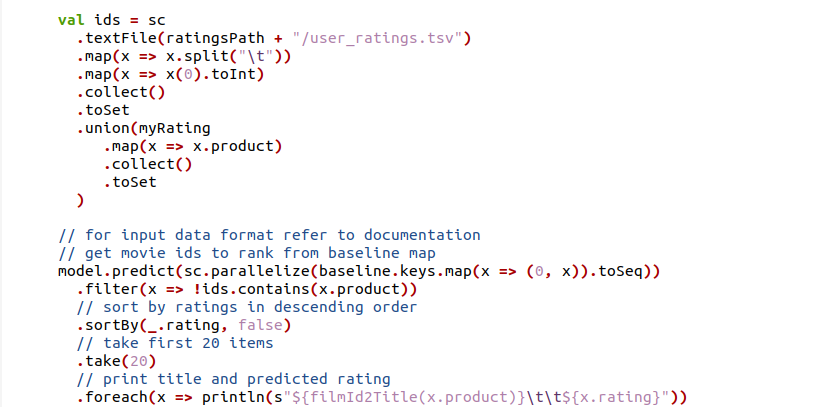 val ids = sc
  .textFile(ratingsPath + "/user_ratings.tsv")
  .map(x => x.split("\t"))
  .map(x => x(0).toInt)
  .collect()
  .toSet
  .union(myRating
     .map(x => x.product)
     .collect()
     .toSet
  )

// for input data format refer to documentation
// get movie ids to rank from baseline map
model.predict(sc.parallelize(baseline.keys.map(x => (0, x)).toSeq))
  .filter(x => !ids.contains(x.product))
  // sort by ratings in descending order
  .sortBy(_.rating, false)
  // take first 20 items
  .take(20)
  // print title and predicted rating
  .foreach(x => println(s"${filmId2Title(x.product)}\t\t${x.rating}"))